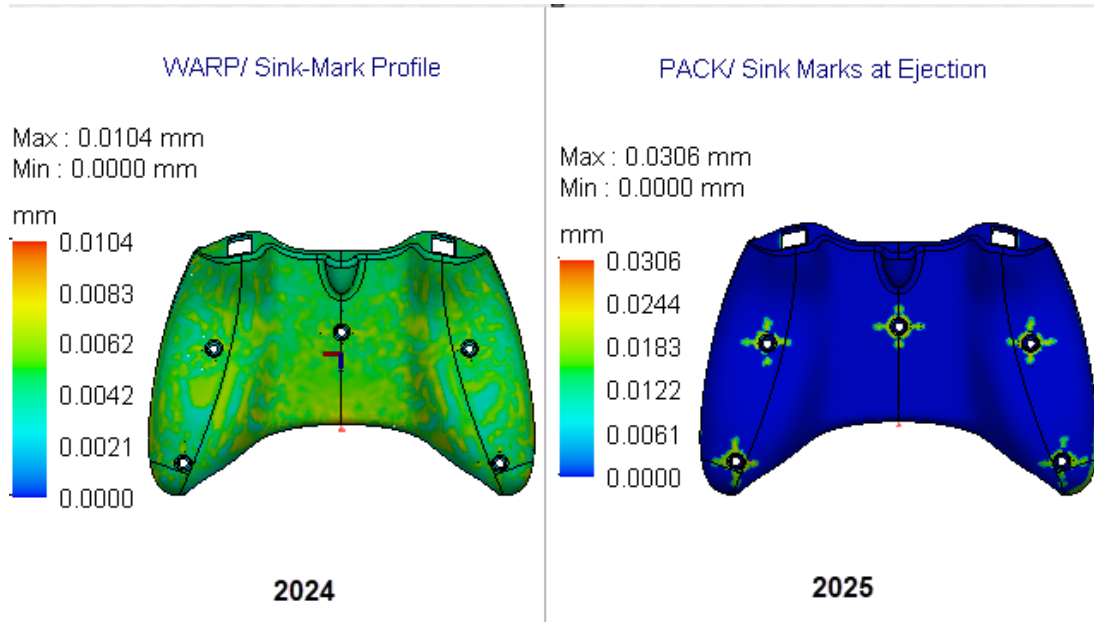 WARP/ Sink-Mark Profile
Max : 0.0104 mm
Min : 0.0000 mm
mm
0.0104
0.0083
0.0062
0.0042
0.0021
0.0000
2024
PACK/ Sink Marks at Ejection
Max : 0.0306 mm
Min : 0.0000 mm
mm
0.0306
0.0244
0.0183
0.0122
0.0061
0.0000
2025